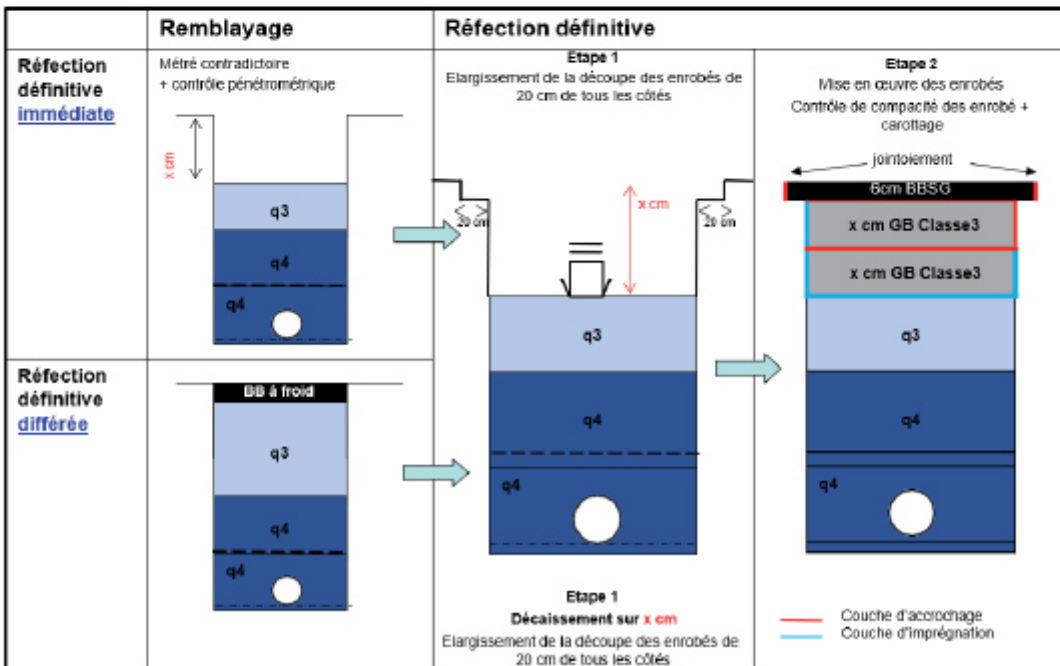 Remblayage
Réfection définitive
Réfection
définitive
immédiate
Métré contradictoire
+ contrôle pénétrométrique
x cm
q3
q4
q4
Etape 1
Elargissement de la découpe des enrobés de
20 cm de tous les côtés
20 cm
x cm
20 cm
q3
q4
q4
Etape 2
Mise en œuvre des enrobés
Contrôle de compacité des enrobé +
carottage
jointoiement
6cm BBSG
x cm GB Classe3
x cm GB Classe3
q3
q4
q4
Réfection
définitive
différée
BB à froid
q3
q4
q4
Etape 1
Décaissement sur x cm
Elargissement de la découpe des enrobés de
20 cm de tous les côtés
Couche d'accrochage
Couche d'imprégnation